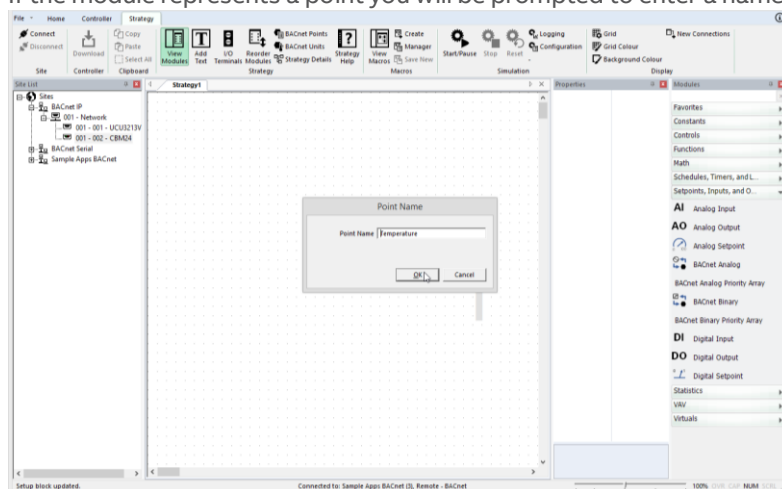 If the module represents a point you will be prompted to enter a name
File
Home
Controller
Strategy
Connect
Disconnect
Site
Download
Controller
Copy
Paste
Select All
Clipboard
View Modules
Add Text
I/O Terminals
Reorder Modules
BACnet Points
BACnet Units
Strategy Details
Strategy Help
Strategy
View Macros
Create
Manager
Save New
Macros
Start/Pause
Stop
Reset
Logging
Configuration
Simulation
Grid
Grid Colour
Background Colour
New Connections
Display
Site List
Strategy1
Properties
Modules
Sites
BACnet IP
001 - Network
001 - 001 - UCU3213V
001 - 002 - CBM24
BACnet Serial
Sample Apps BACnet
Point Name
Point Name Temperature
OK
Cancel
Favorites
Constants
Controls
Functions
Math
Schedules, Timers, and L...
Setpoints, Inputs, and O...
AI Analog Input
AO Analog Output
Analog Setpoint
BACnet Analog
BACnet Analog Priority Array
BACnet Binary
BACnet Binary Priority Array
DI Digital Input
DO Digital Output
Digital Setpoint
Statistics
VAV
Virtuals
Setup block updated.
Connected to: Sample Apps BACnet (3), Remote - BACnet
100% OVR CAP NUM SCRL